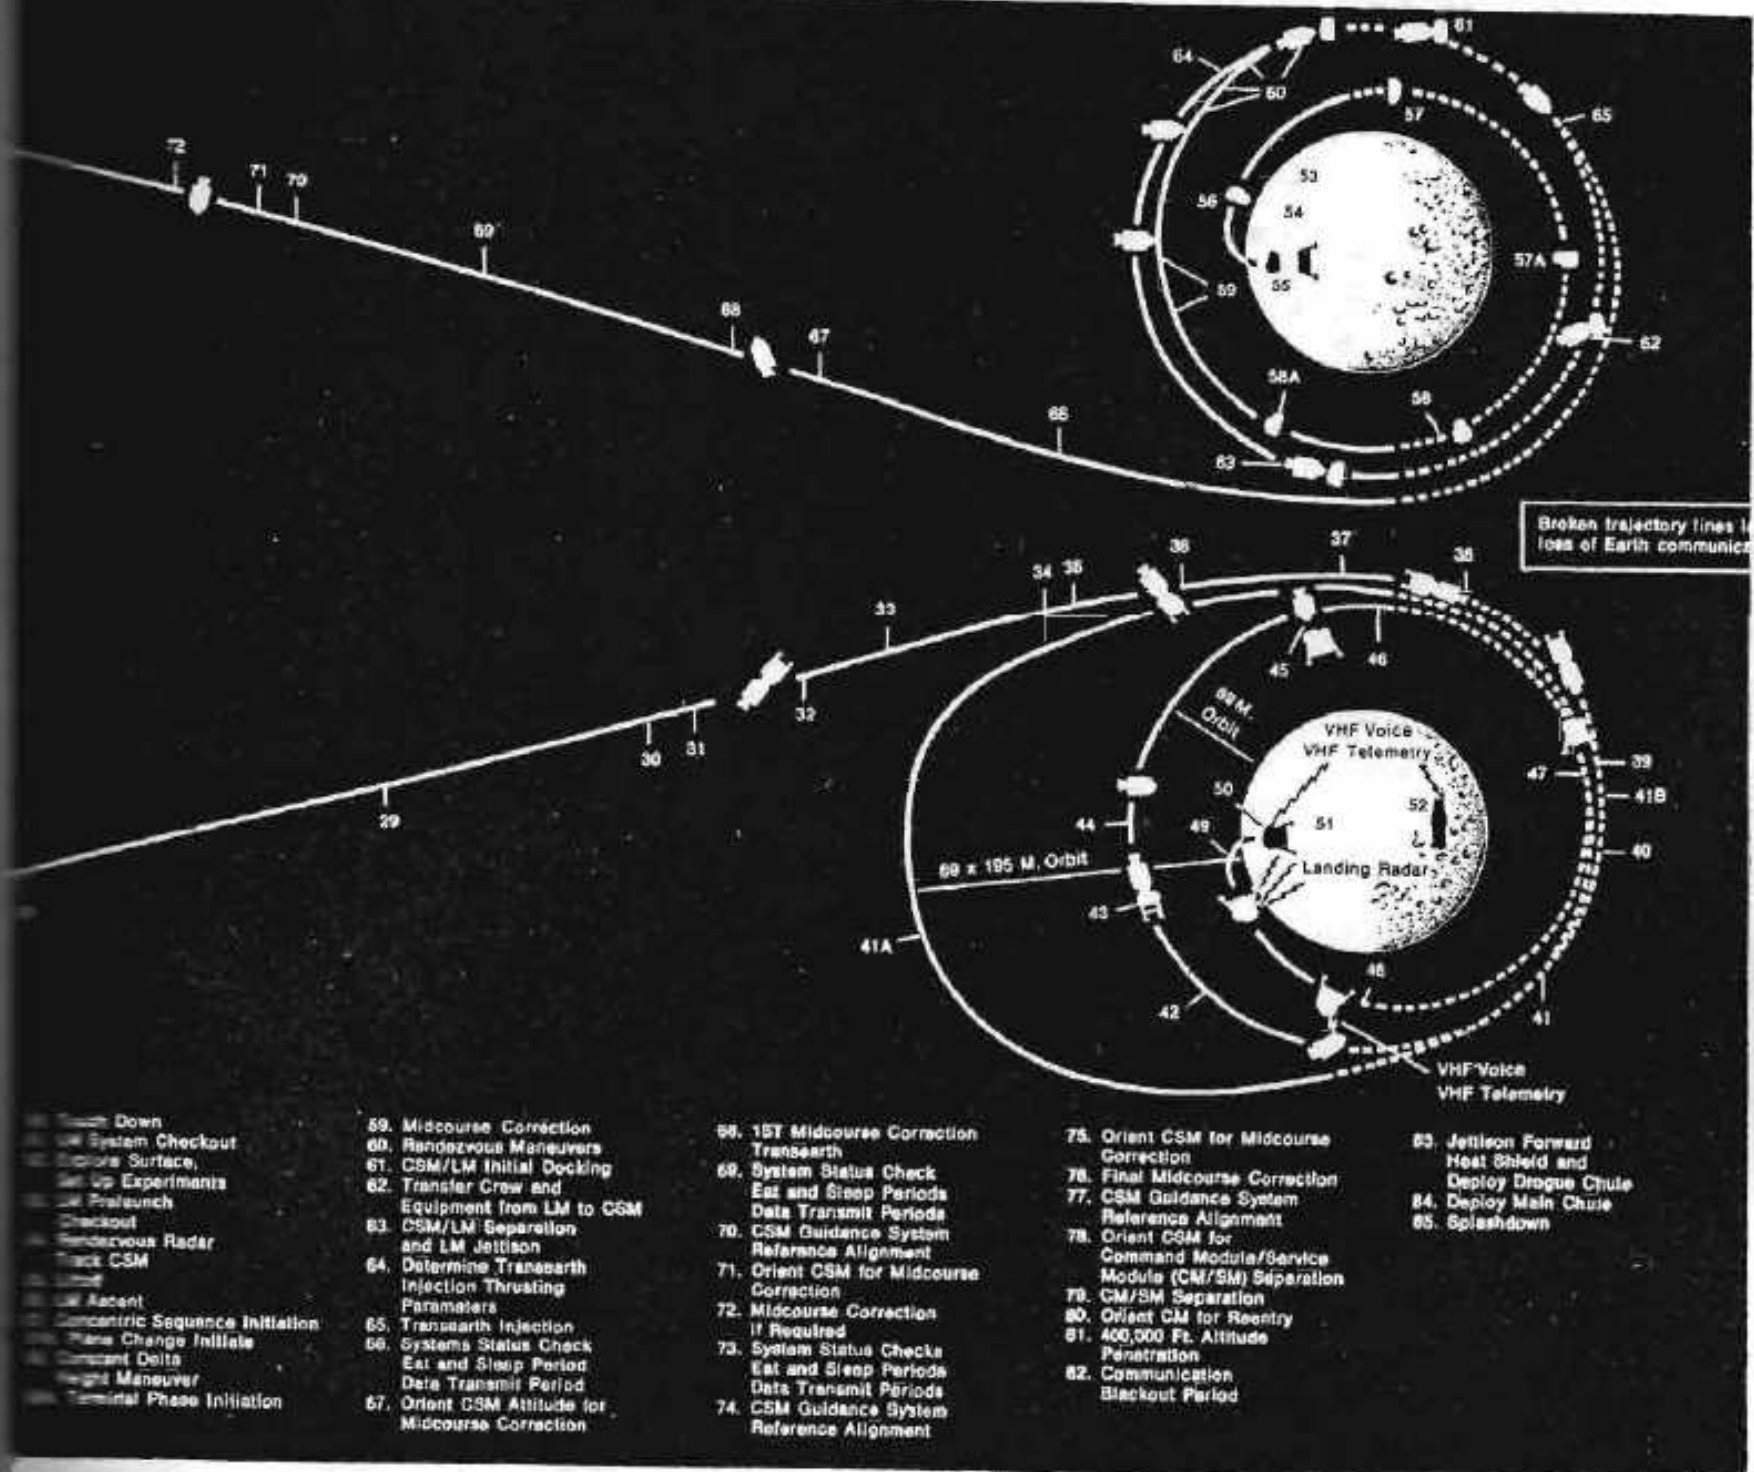 61
64
60
57
65
72
71
70
53
56
54
69
57A
55
59
68
67
62
58A
58
66
63
Broken trajectory lines
loss of Earth
36
37
38
34
35
33
45
46
69 M.
Orbit
32
VHF Voice
VHF Telemetry
31
30
39
47
50
41B
52
29
44
49
51
40
69 x 195 M. Orbit
Landing Radar
43
41A
48
42
41
VHF Voice
VHF Telemetry
Down
System Checkout
Explore Surface,
Set Up Experiments
LM Prelaunch
Checkout
Rendezvous Radar
Track CSM
LM Ascent
Concentric Sequence Initiation
Plane Change Initiate
Constant Delta
Height Maneuver
Terminal Phase Initiation
59. Midcourse Correction
60. Rendezvous Maneuvers
61. CSM/LM Initial Docking
62. Transfer Crew and
Equipment from LM to CSM
63. CSM/LM Separation
and LM Jettison
64. Determine Transearth
Injection Thrusting
Parameters
65. Transearth Injection
66. Systems Status Check
Eat and Sleep Period
Data Transmit Period
67. Orient CSM Attitude for
Midcourse Correction
68. 1ST Midcourse Correction
Transearth
69. System Status Check
Eat and Sleep Periods
Data Transmit Periods
70. CSM Guidance System
Reference Alignment
71. Orient CSM for Midcourse
Correction
72. Midcourse Correction
If Required
73. System Status Checks
Eat and Sleep Periods
Data Transmit Periods
74. CSM Guidance System
Reference Alignment
75. Orient CSM for Midcourse
Correction
76. Final Midcourse Correction
77. CSM Guidance System
Reference Alignment
78. Orient CSM for
Command Module/Service
Module (CM/SM) Separation
79. CM/SM Separation
80. Orient CM for Reentry
81. 400,000 Ft. Altitude
Penetration
82. Communication
Blackout Period
83. Jettison Forward
Heat Shield and
Deploy Drogue Chute
84. Deploy Main Chute
85. Splashdown